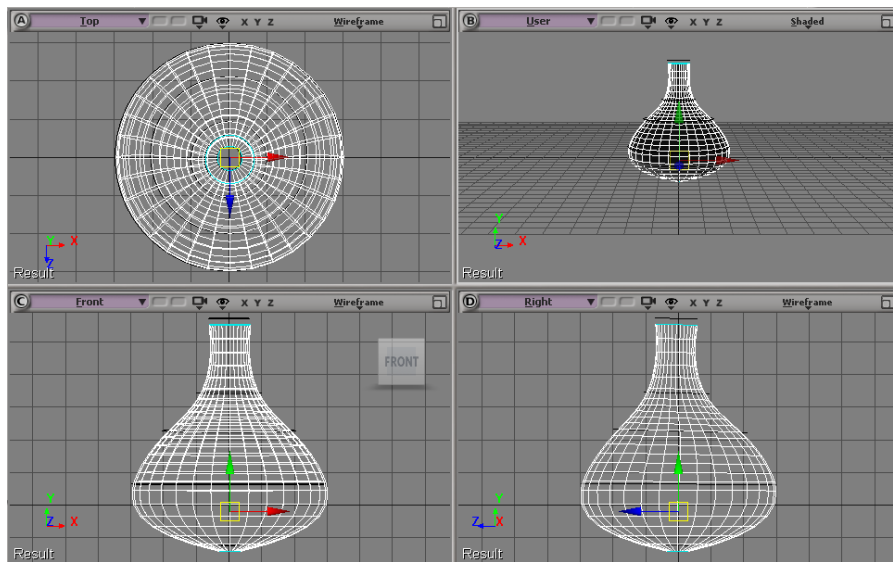 A Top X Y Z Wireframe
Y X
Z
Result
B User X Y Z Shaded
Y
Z X
Result
C Front X Y Z Wireframe
FRONT
Y
Z X
Result
D Right X Y Z Wireframe
Y
Z X
Result